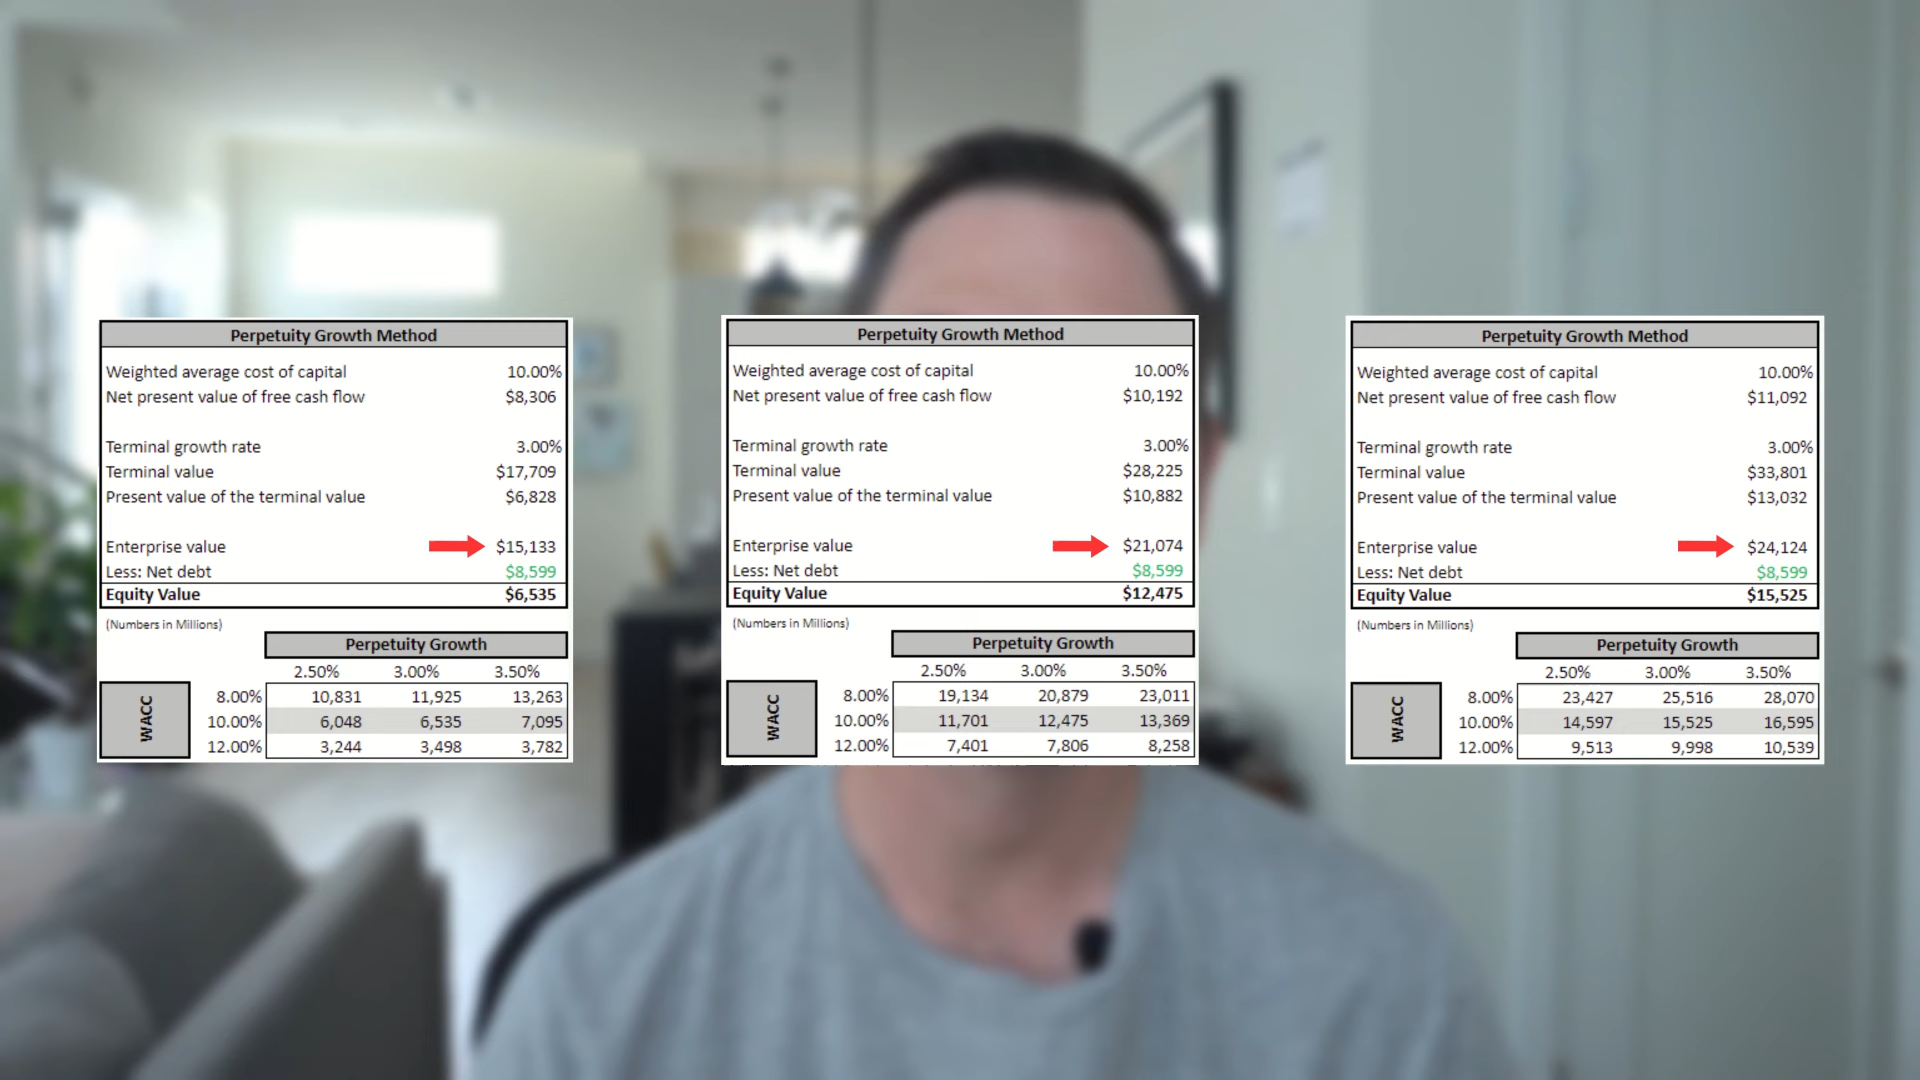 Perpetuity Growth Method
Weighted average cost of capital 10.00%
Net present value of free cash flow $8,306
Terminal growth rate 3.00%
Terminal value $17,709
Present value of the terminal value $6,828
Enterprise value $15,133
Less: Net debt $8,599
Equity Value $6,535
(Numbers in Millions)
Perpetuity Growth
2.50% 3.00% 3.50%
WACC
8.00% 10,831 11,925 13,263
10.00% 6,048 6,535 7,095
12.00% 3,244 3,498 3,782
Perpetuity Growth Method
Weighted average cost of capital 10.00%
Net present value of free cash flow $10,192
Terminal growth rate 3.00%
Terminal value $28,225
Present value of the terminal value $10,882
Enterprise value $21,074
Less: Net debt $8,599
Equity Value $12,475
(Numbers in Millions)
Perpetuity Growth
2.50% 3.00% 3.50%
WACC
8.00% 19,134 20,879 23,011
10.00% 11,701 12,475 13,369
12.00% 7,401 7,806 8,258
Perpetuity Growth Method
Weighted average cost of capital 10.00%
Net present value of free cash flow $11,092
Terminal growth rate 3.00%
Terminal value $33,801
Present value of the terminal value $13,032
Enterprise value $24,124
Less: Net debt $8,599
Equity Value $15,525
(Numbers in Millions)
Perpetuity Growth
2.50% 3.00% 3.50%
WACC
8.00% 23,427 25,516 28,070
10.00% 14,597 15,525 16,595
12.00% 9,513 9,998 10,539